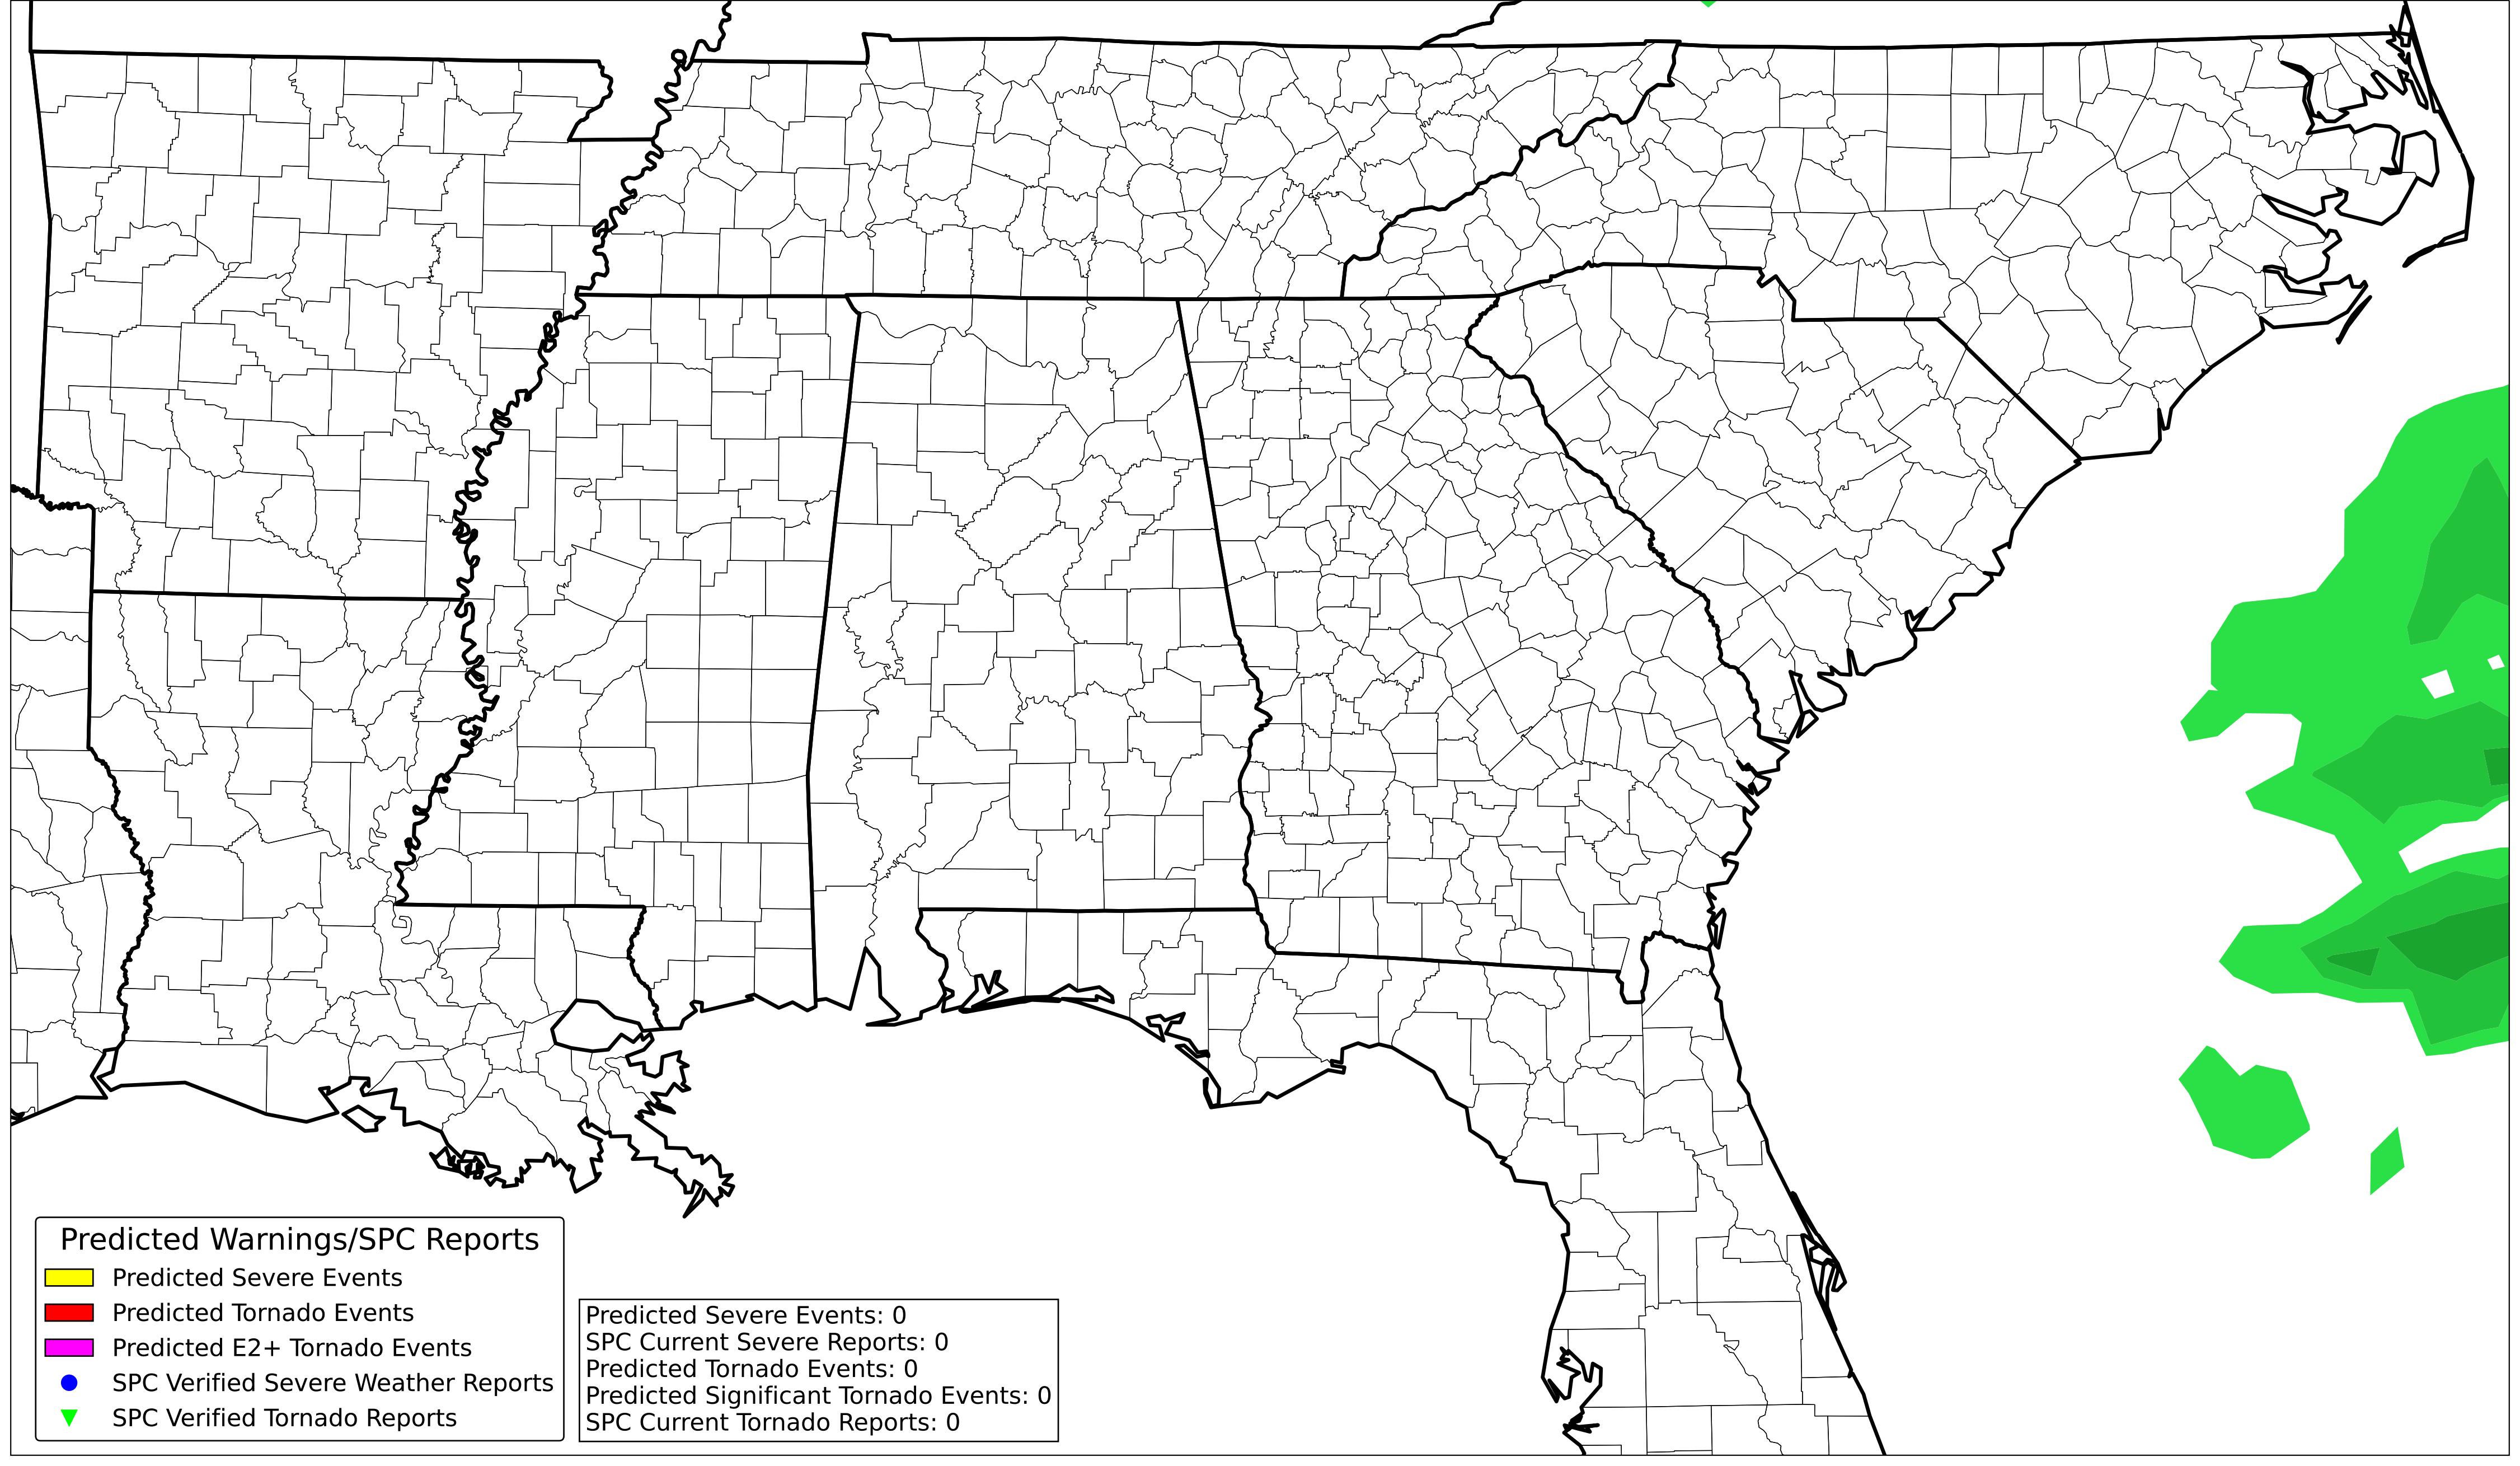 Predicted Warnings/SPC Reports
Predicted Severe Events
Predicted Tornado Events
Predicted E2+ Tornado Events
SPC Verified Severe Weather Reports
SPC Verified Tornado Reports
Predicted Severe Events: 0
SPC Current Severe Reports: 0
Predicted Tornado Events: 0
Predicted Significant Tornado Events: 0
SPC Current Tornado Reports: 0